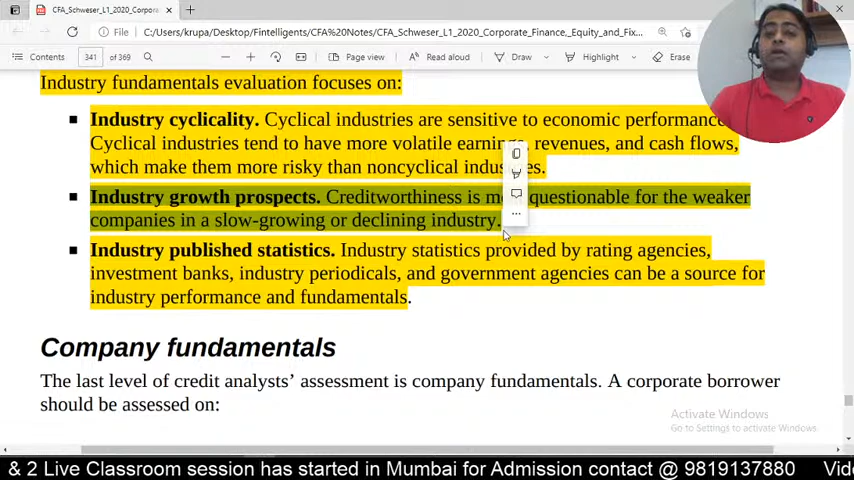 CFA_Schweser_L1_2020_Corporate
File
C:/Users/krupa/Desktop/Fintelligents/CFA%20Notes/CFA_Schweser_L1_2020_Corporate_Finance,_Equity_and_Fix...
Contents
341
of 369
Page view
Read aloud
Draw
Highlight
Erase
Industry fundamentals evaluation focuses on:
Industry cyclicality. Cyclical industries are sensitive to economic performance.
Cyclical industries tend to have more volatile earnings, revenues, and cash flows,
which make them more risky than noncyclical industries.
Industry growth prospects. Creditworthiness is most questionable for the weaker
companies in a slow-growing or declining industry.
Industry published statistics. Industry statistics provided by rating agencies,
investment banks, industry periodicals, and government agencies can be a source for
industry performance and fundamentals.
Company fundamentals
The last level of credit analysts’ assessment is company fundamentals. A corporate borrower
should be assessed on:
Activate Windows
Go to Settings to activate Windows.
& 2 Live Classroom session has started in Mumbai for Admission contact @ 9819137880